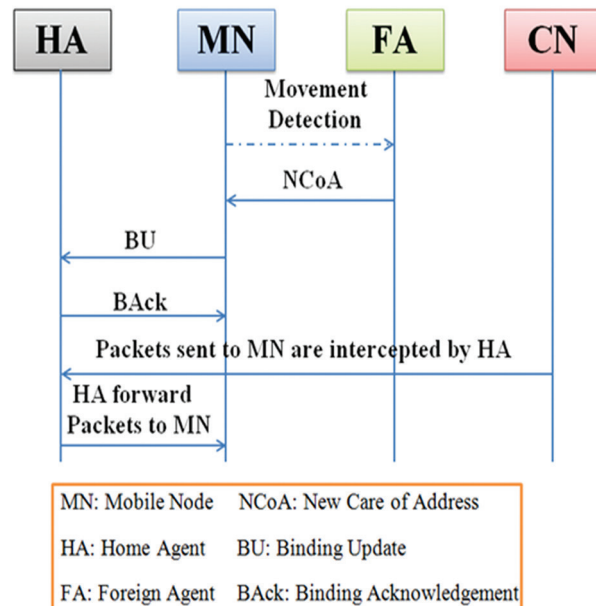 HA MN FA CN
Movement
Detection
NCoA
BU
BAck
Packets sent to MN are intercepted by HA
HA forward
Packets to MN
MN: Mobile Node NCoA: New Care of Address
HA: Home Agent BU: Binding Update
FA: Foreign Agent BAck: Binding Acknowledgement